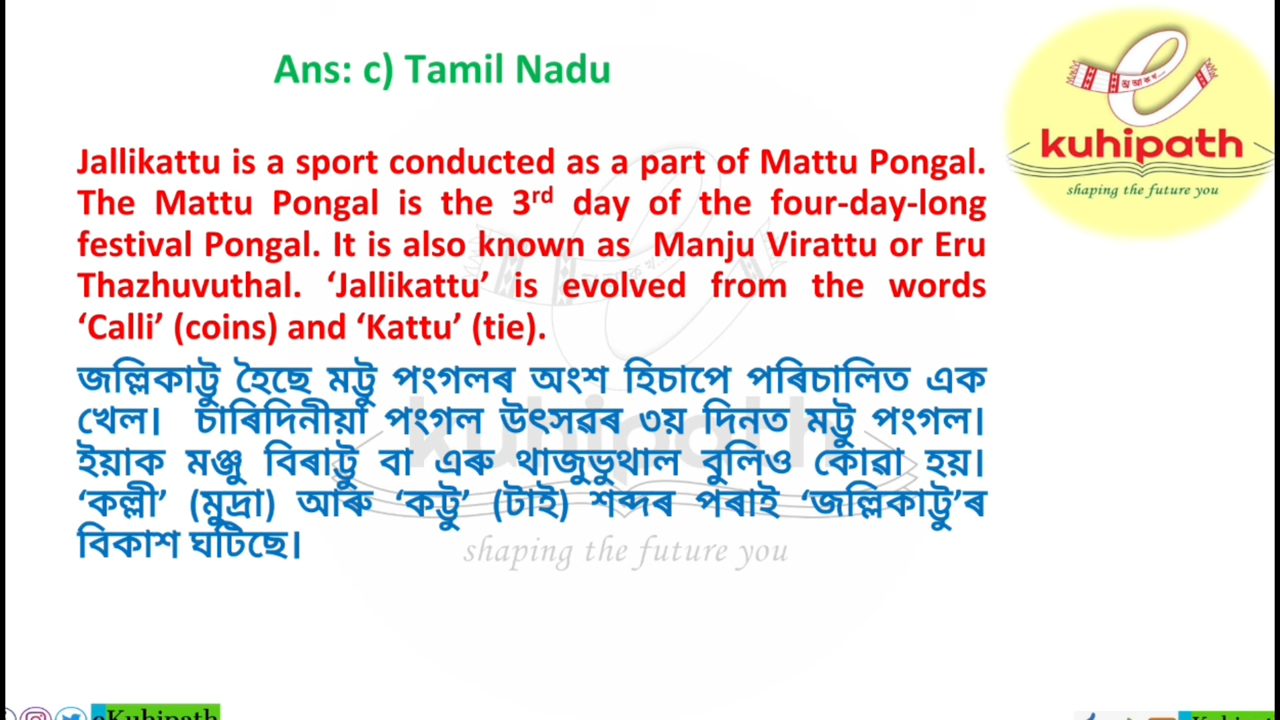 Ans: c) Tamil Nadu
অ আ ক খ
kuhipath
shaping the future you
Jallikattu is a sport conducted as a part of Mattu Pongal.
The Mattu Pongal is the 3rd day of the four-day-long
festival Pongal. It is also known as Manju Virattu or Eru
Thazhuvuthal. ‘Jallikattu’ is evolved from the words
‘Calli’ (coins) and ‘Kattu’ (tie).
জল্লিকাট্টু হৈছে মট্টু পংগলৰ অংশ হিচাপে পৰিচালিত এক
খেল। চাৰিদিনীয়া পংগল উৎসৱৰ ৩য় দিনত মট্টু পংগল।
ইয়াক মঞ্জু বিৰাট্টু বা এৰু থাজুভুথাল বুলিও কোৱা হয়।
‘কল্লী’ (মুদ্ৰা) আৰু ‘কট্টু’ (টাই) শব্দৰ পৰাই ‘জল্লিকাট্টু’ৰ
বিকাশ ঘটিছে।
kuhipath
shaping the future you
eKuhipath